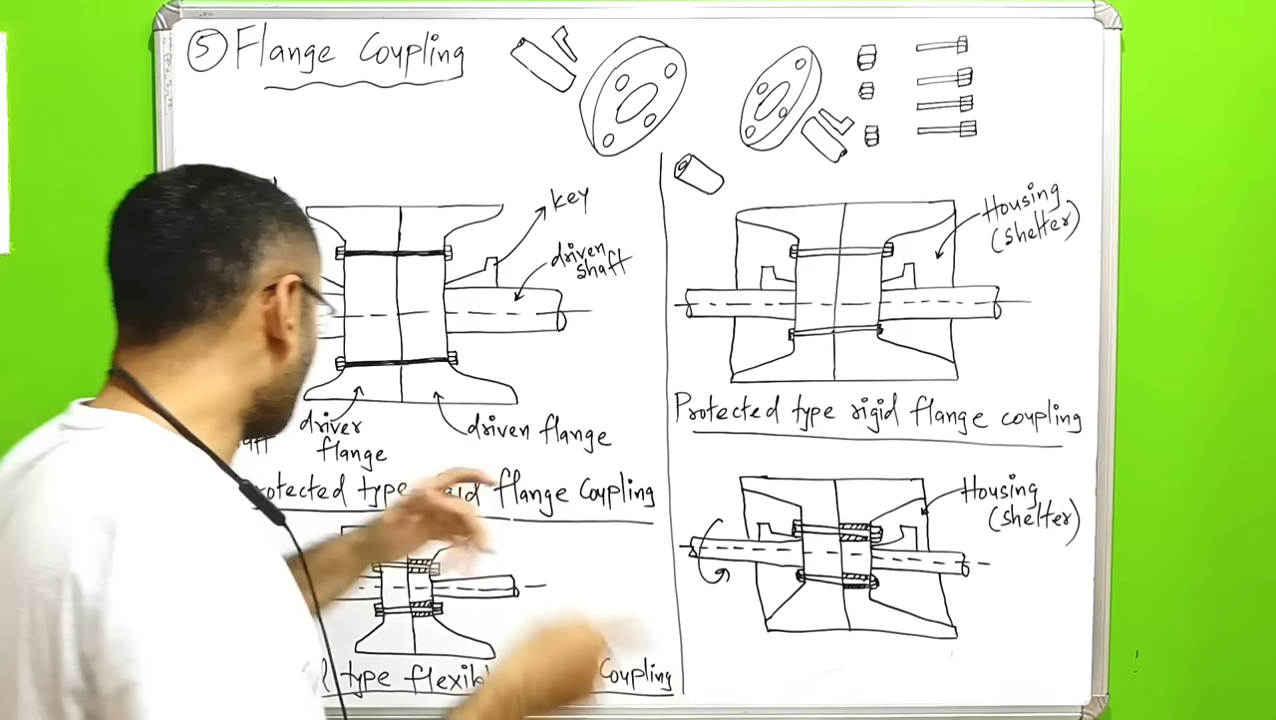 ⑤ Flange Coupling
key
driven
shaft
driver
flange
driven flange
type flange Coupling
type flexib Coupling
Housing
(shelter)
Protected type rigid flange coupling
Housing
(shelter)